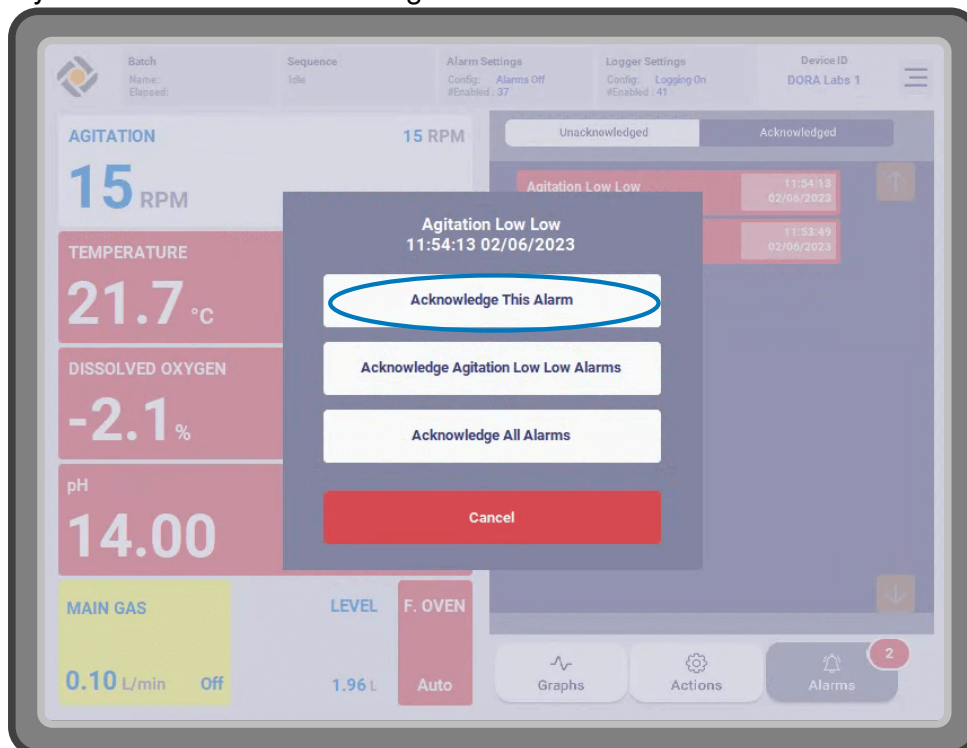 Batch
Name:
Elapsed:
Sequence
Idle
Alarm Settings
Config: Alarms Off
#Enabled : 37
Logger Settings
Config: Logging On
#Enabled : 41
Device ID
DORA Labs 1
AGITATION 15 RPM
15 RPM
TEMPERATURE
21.7 °C
DISSOLVED OXYGEN
-2.1 %
pH
14.00
MAIN GAS
0.10 L/min Off
LEVEL
1.96 L
F. OVEN
Auto
Unacknowledged Acknowledged
Agitation Low Low 11:54:13
02/06/2023
11:53:49
02/06/2023
Agitation Low Low
11:54:13 02/06/2023
Acknowledge This Alarm
Acknowledge Agitation Low Low Alarms
Acknowledge All Alarms
Cancel
Graphs
Actions
Alarms
2